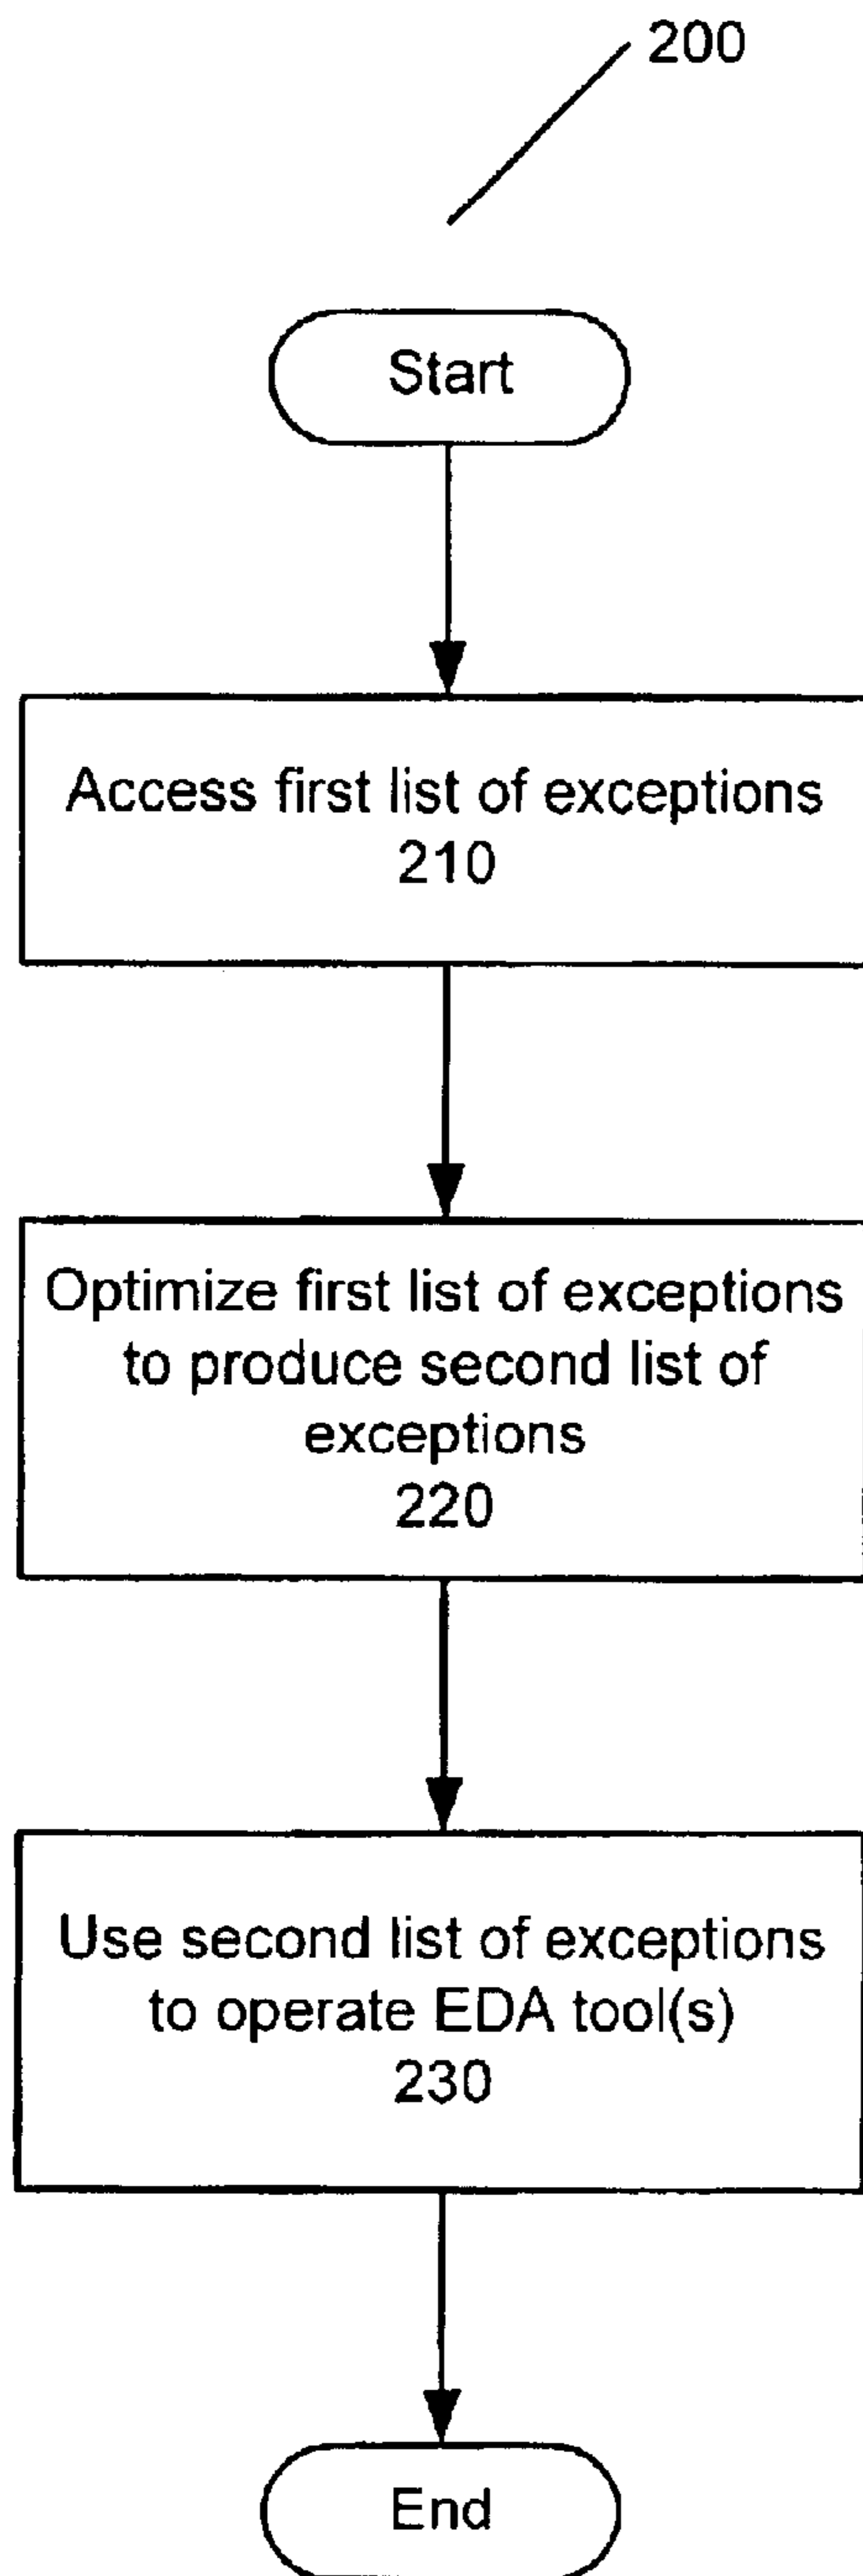 200
Start
Access first list of exceptions
210
Optimize first list of exceptions
to produce second list of
exceptions
220
Use second list of exceptions
to operate EDA tool(s)
230
End